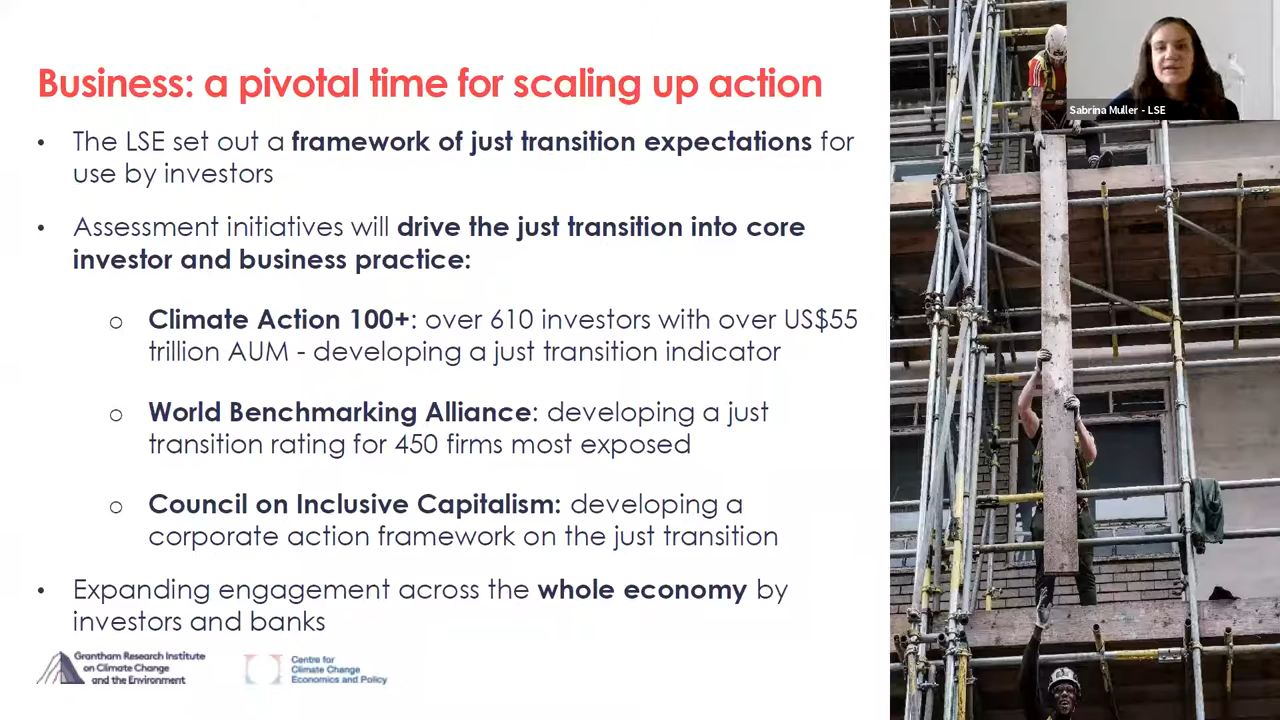 Business: a pivotal time for scaling up action
Sabrina Muller - LSE
• The LSE set out a framework of just transition expectations for
use by investors
• Assessment initiatives will drive the just transition into core
investor and business practice:
o Climate Action 100+: over 610 investors with over US$55
trillion AUM - developing a just transition indicator
o World Benchmarking Alliance: developing a just
transition rating for 450 firms most exposed
o Council on Inclusive Capitalism: developing a
corporate action framework on the just transition
• Expanding engagement across the whole economy by
investors and banks
Grantham Research Institute
on Climate Change
and the Environment
Centre for
Climate Change
Economics and Policy